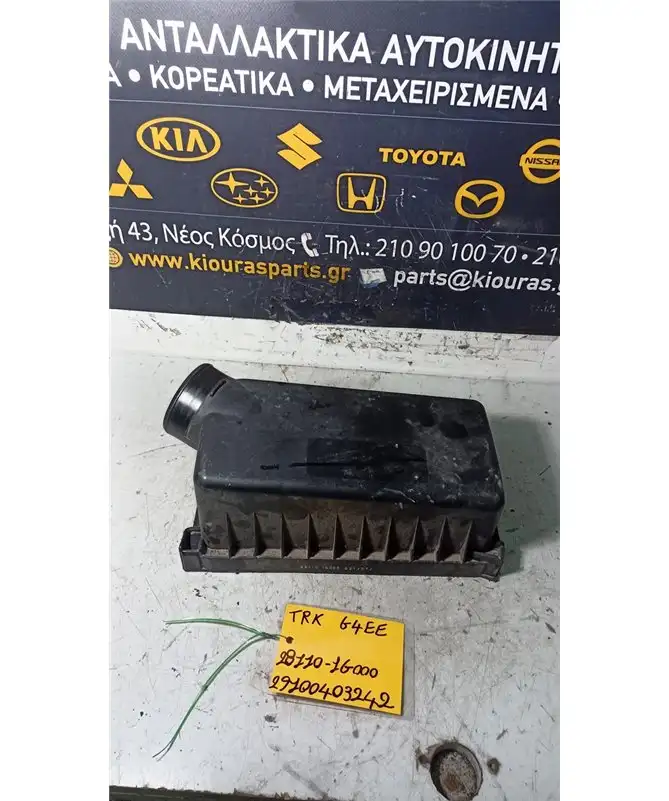 ΑΝΤΑΛΛΑΚΤΙΚΑ ΑΥΤΟΚΙΝΗΤ
Α • ΚΟΡΕΑΤΙΚΑ • ΜΕΤΑΧΕΙΡΙΣΜΕΝΑ •
KIA
TOYOTA
NISSAN
ή 43, Νέος Κόσμος Τηλ.: 210 90 100 70 • 21
www.kiourasparts.gr parts@kiouras.g
TRK G4EE
28110-1G000
29100403242